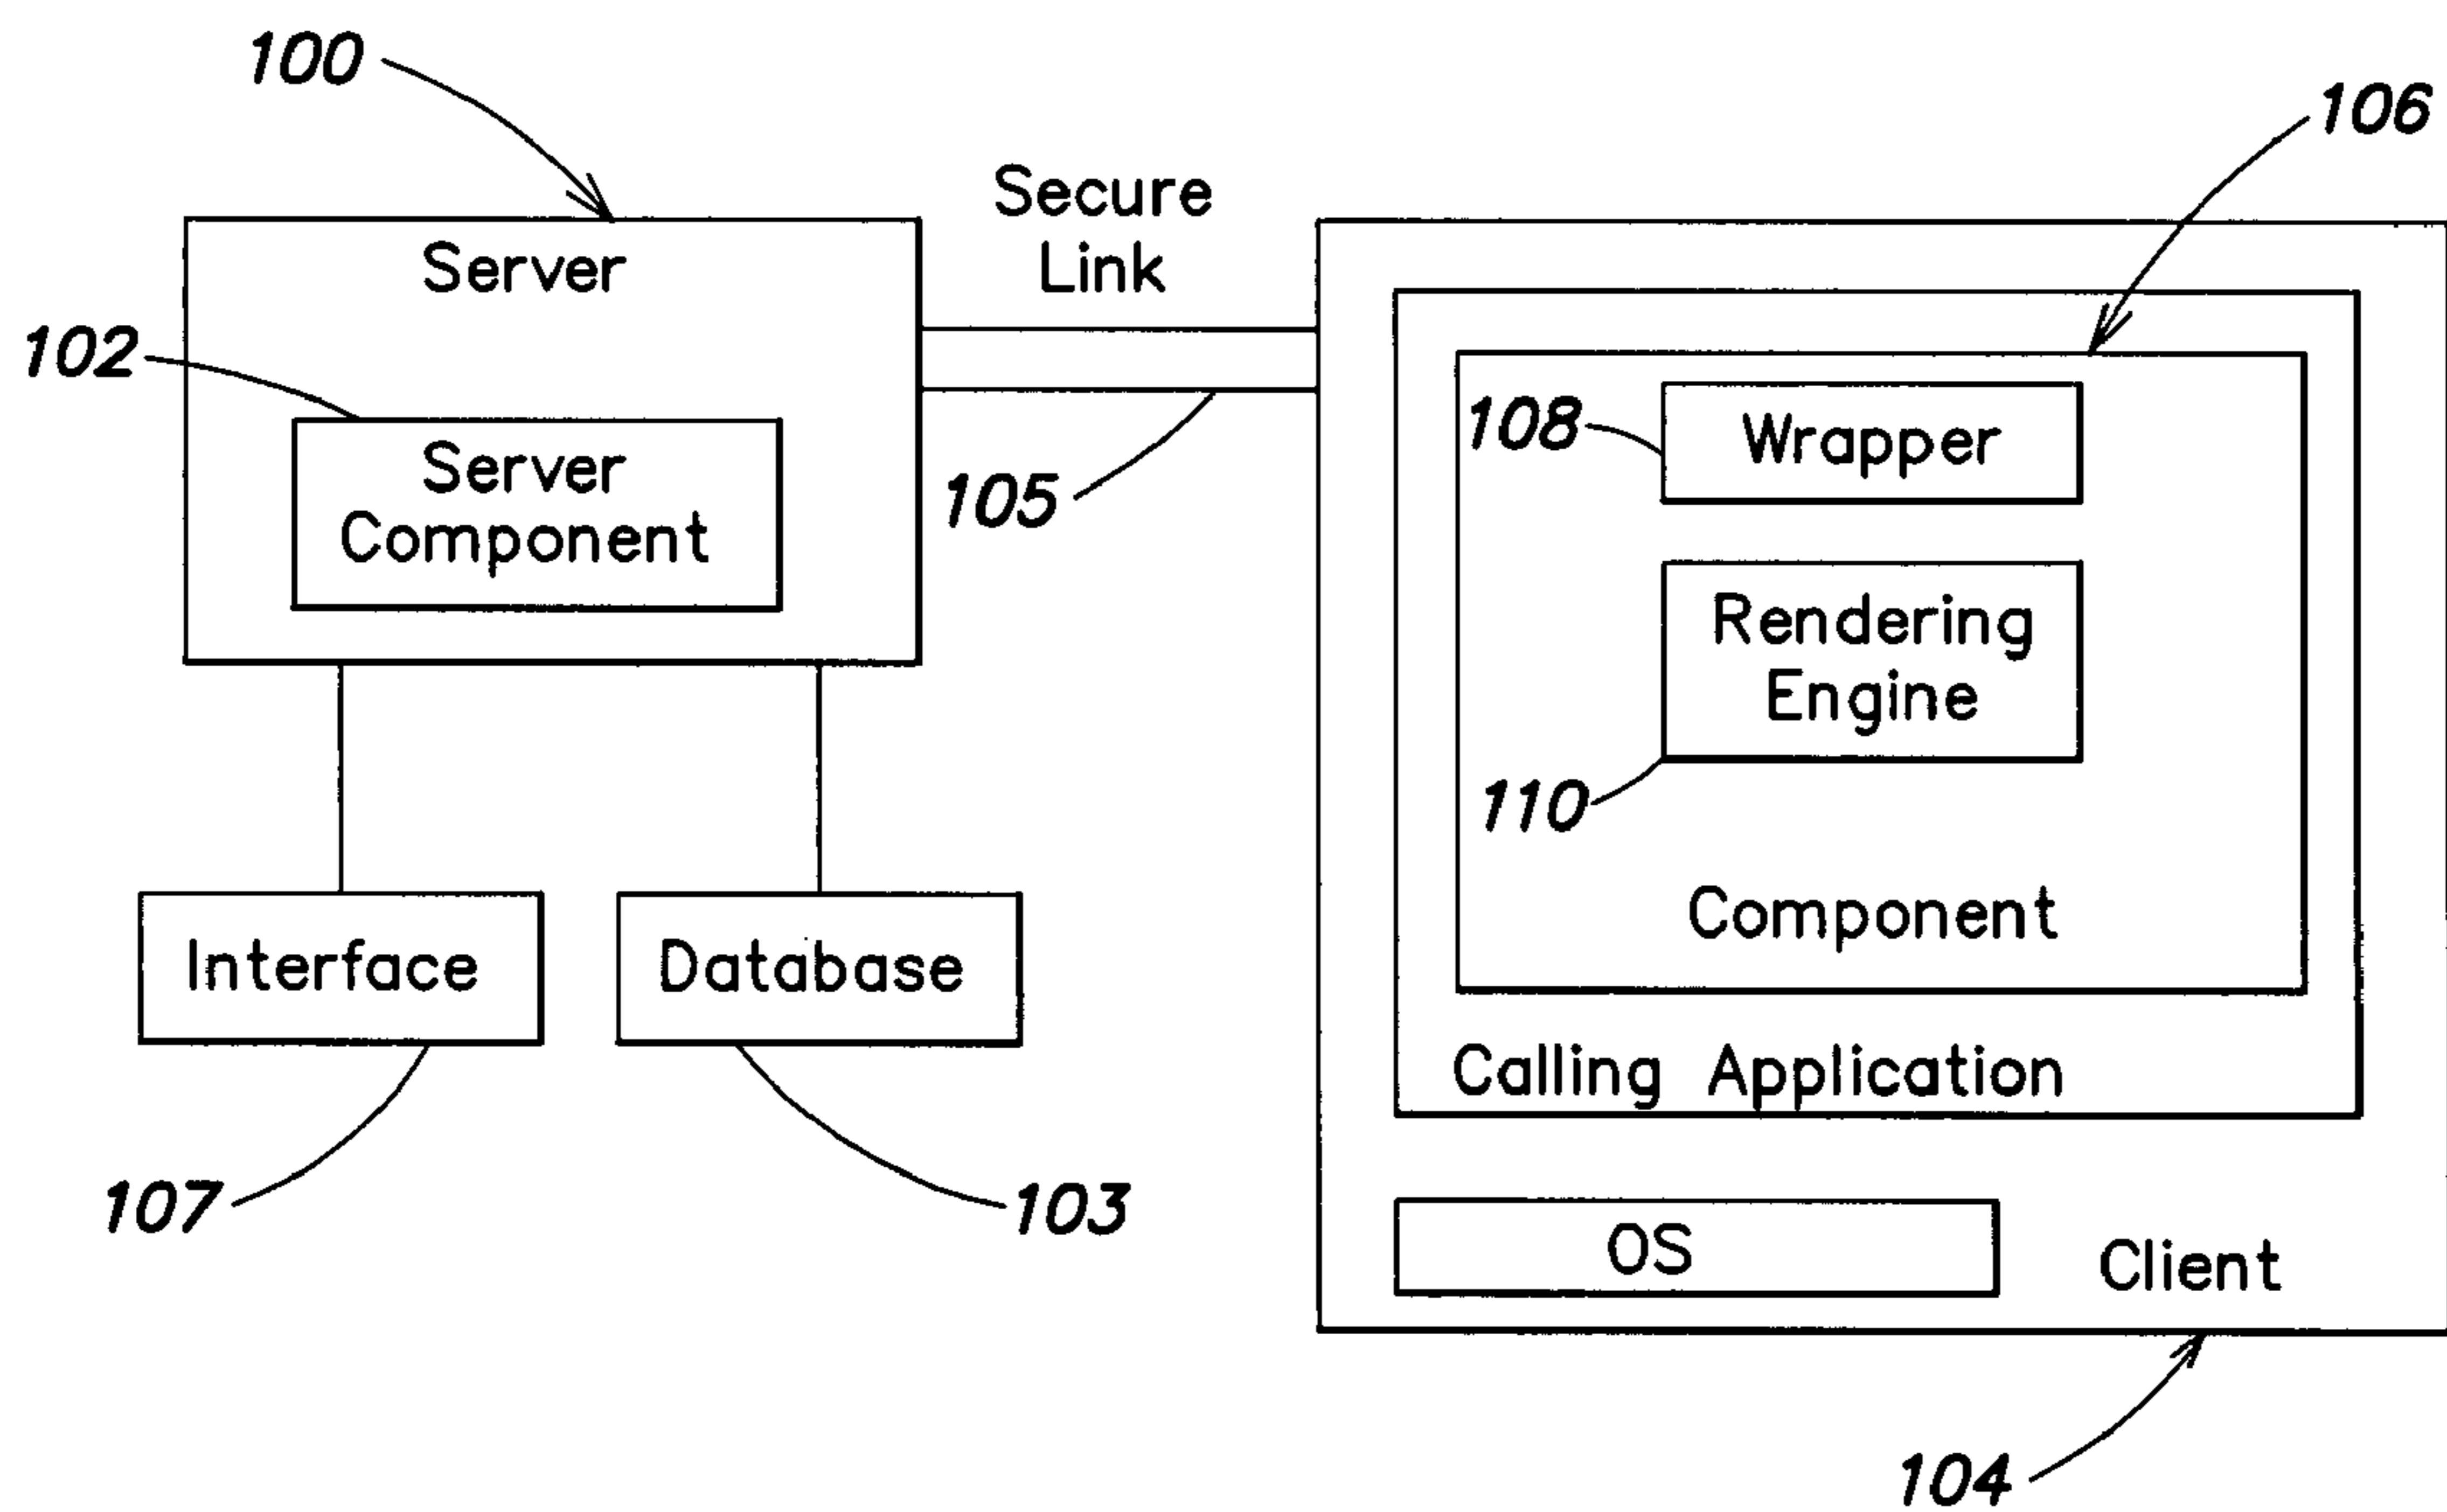 100
106
Secure
Link
Server
102
Server
Component
105
108
Wrapper
Rendering
Engine
110
Component
Interface
Database
Calling Application
107
103
OS
Client
104